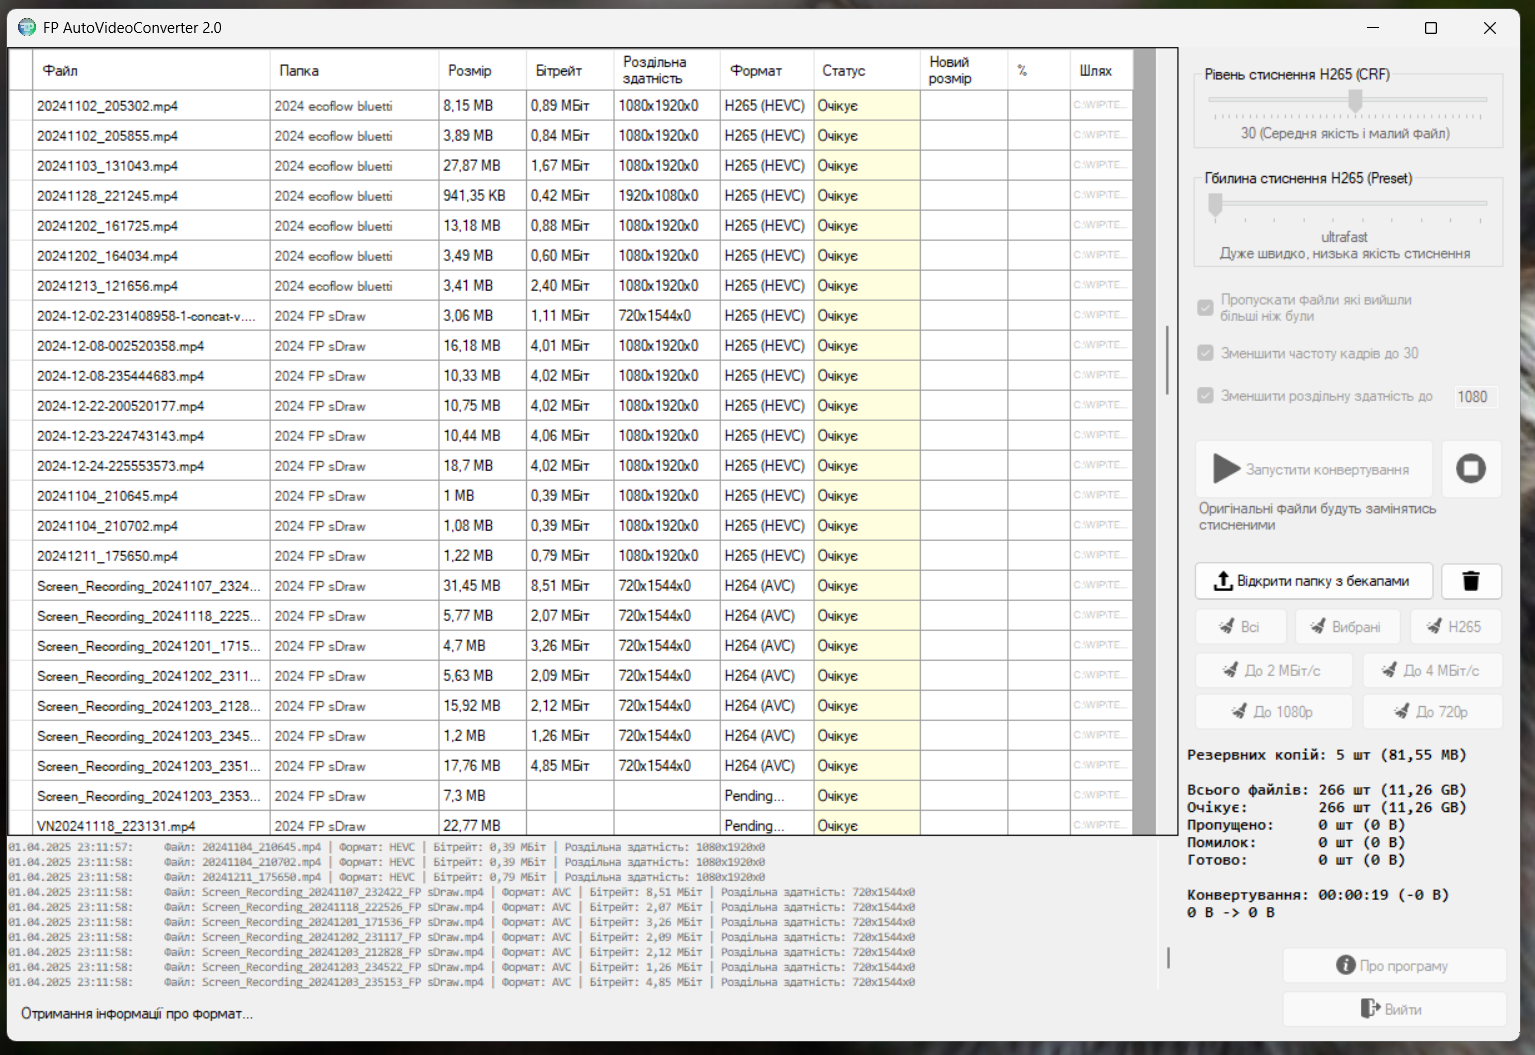 FP AutoVideoConverter 2.0
Файл Папка Розмір Бітрейт Роздільна здатність Формат Статус Новий розмір % Шлях
20241102_205302.mp4 2024 ecoflow bluetti 8,15 MB 0,89 МБіт 1080x1920x0 H265 (HEVC) Очікує C:\WIP\TE...
20241102_205855.mp4 2024 ecoflow bluetti 3,89 MB 0,84 МБіт 1080x1920x0 H265 (HEVC) Очікує C:\WIP\TE...
20241103_131043.mp4 2024 ecoflow bluetti 27,87 MB 1,67 МБіт 1080x1920x0 H265 (HEVC) Очікує C:\WIP\TE...
20241128_221245.mp4 2024 ecoflow bluetti 941,35 KB 0,42 МБіт 1920x1080x0 H265 (HEVC) Очікує C:\WIP\TE...
20241202_161725.mp4 2024 ecoflow bluetti 13,18 MB 0,88 МБіт 1080x1920x0 H265 (HEVC) Очікує C:\WIP\TE...
20241202_164034.mp4 2024 ecoflow bluetti 3,49 MB 0,60 МБіт 1080x1920x0 H265 (HEVC) Очікує C:\WIP\TE...
20241213_121656.mp4 2024 ecoflow bluetti 3,41 MB 2,40 МБіт 1080x1920x0 H265 (HEVC) Очікує C:\WIP\TE...
2024-12-02-231408958-1-concat-v.... 2024 FP sDraw 3,06 MB 1,11 МБіт 720x1544x0 H265 (HEVC) Очікує C:\WIP\TE...
2024-12-08-002520358.mp4 2024 FP sDraw 16,18 MB 4,01 МБіт 1080x1920x0 H265 (HEVC) Очікує C:\WIP\TE...
2024-12-08-235444683.mp4 2024 FP sDraw 10,33 MB 4,02 МБіт 1080x1920x0 H265 (HEVC) Очікує C:\WIP\TE...
2024-12-22-200520177.mp4 2024 FP sDraw 10,75 MB 4,02 МБіт 1080x1920x0 H265 (HEVC) Очікує C:\WIP\TE...
2024-12-23-224743143.mp4 2024 FP sDraw 10,44 MB 4,06 МБіт 1080x1920x0 H265 (HEVC) Очікує C:\WIP\TE...
2024-12-24-225553573.mp4 2024 FP sDraw 18,7 MB 4,02 МБіт 1080x1920x0 H265 (HEVC) Очікує C:\WIP\TE...
20241104_210645.mp4 2024 FP sDraw 1 MB 0,39 МБіт 1080x1920x0 H265 (HEVC) Очікує C:\WIP\TE...
20241104_210702.mp4 2024 FP sDraw 1,08 MB 0,39 МБіт 1080x1920x0 H265 (HEVC) Очікує C:\WIP\TE...
20241211_175650.mp4 2024 FP sDraw 1,22 MB 0,79 МБіт 1080x1920x0 H265 (HEVC) Очікує C:\WIP\TE...
Screen_Recording_20241107_2324... 2024 FP sDraw 31,45 MB 8,51 МБіт 720x1544x0 H264 (AVC) Очікує C:\WIP\TE...
Screen_Recording_20241118_2225... 2024 FP sDraw 5,77 MB 2,07 МБіт 720x1544x0 H264 (AVC) Очікує C:\WIP\TE...
Screen_Recording_20241201_1715... 2024 FP sDraw 4,7 MB 3,26 МБіт 720x1544x0 H264 (AVC) Очікує C:\WIP\TE...
Screen_Recording_20241202_2311... 2024 FP sDraw 5,63 MB 2,09 МБіт 720x1544x0 H264 (AVC) Очікує C:\WIP\TE...
Screen_Recording_20241203_2128... 2024 FP sDraw 15,92 MB 2,12 МБіт 720x1544x0 H264 (AVC) Очікує C:\WIP\TE...
Screen_Recording_20241203_2345... 2024 FP sDraw 1,2 MB 1,26 МБіт 720x1544x0 H264 (AVC) Очікує C:\WIP\TE...
Screen_Recording_20241203_2351... 2024 FP sDraw 17,76 MB 4,85 МБіт 720x1544x0 H264 (AVC) Очікує C:\WIP\TE...
Screen_Recording_20241203_2353... 2024 FP sDraw 7,3 MB Pending... Очікує C:\WIP\TE...
VN20241118_223131.mp4 2024 FP sDraw 22,77 MB Pending... Очікує C:\WIP\TE...
01.04.2025 23:11:57: Файл: 20241104_210645.mp4 | Формат: HEVC | Бітрейт: 0,39 МБіт | Роздільна здатність: 1080x1920x0
01.04.2025 23:11:58: Файл: 20241104_210702.mp4 | Формат: HEVC | Бітрейт: 0,39 МБіт | Роздільна здатність: 1080x1920x0
01.04.2025 23:11:58: Файл: 20241211_175650.mp4 | Формат: HEVC | Бітрейт: 0,79 МБіт | Роздільна здатність: 1080x1920x0
01.04.2025 23:11:58: Файл: Screen_Recording_20241107_232422_FP sDraw.mp4 | Формат: AVC | Бітрейт: 8,51 МБіт | Роздільна здатність: 720x1544x0
01.04.2025 23:11:58: Файл: Screen_Recording_20241118_222526_FP sDraw.mp4 | Формат: AVC | Бітрейт: 2,07 МБіт | Роздільна здатність: 720x1544x0
01.04.2025 23:11:58: Файл: Screen_Recording_20241201_171536_FP sDraw.mp4 | Формат: AVC | Бітрейт: 3,26 МБіт | Роздільна здатність: 720x1544x0
01.04.2025 23:11:58: Файл: Screen_Recording_20241202_231117_FP sDraw.mp4 | Формат: AVC | Бітрейт: 2,09 МБіт | Роздільна здатність: 720x1544x0
01.04.2025 23:11:58: Файл: Screen_Recording_20241203_212828_FP sDraw.mp4 | Формат: AVC | Бітрейт: 2,12 МБіт | Роздільна здатність: 720x1544x0
01.04.2025 23:11:58: Файл: Screen_Recording_20241203_234522_FP sDraw.mp4 | Формат: AVC | Бітрейт: 1,26 МБіт | Роздільна здатність: 720x1544x0
01.04.2025 23:11:58: Файл: Screen_Recording_20241203_235153_FP sDraw.mp4 | Формат: AVC | Бітрейт: 4,85 МБіт | Роздільна здатність: 720x1544x0
Отримання інформації про формат...
Рівень стиснення H265 (CRF)
30 (Середня якість і малий файл)
Гбилина стиснення H265 (Preset)
ultrafast
Дуже швидко, низька якість стиснення
Пропускати файли які вийшли
більші ніж були
Зменшити частоту кадрів до 30
Зменшити роздільну здатність до 1080
Запустити конвертування
Оригінальні файли будуть замінятись
стисненими
Відкрити папку з бекапами
Всі Вибрані H265
До 2 МБіт/с До 4 МБіт/с
До 1080p До 720p
Резервних копій: 5 шт (81,55 MB)
Всього файлів: 266 шт (11,26 GB)
Очікує: 266 шт (11,26 GB)
Пропущено: 0 шт (0 B)
Помилок: 0 шт (0 B)
Готово: 0 шт (0 B)
Конвертування: 00:00:19 (-0 B)
0 B -> 0 B
Про програму
Вийти